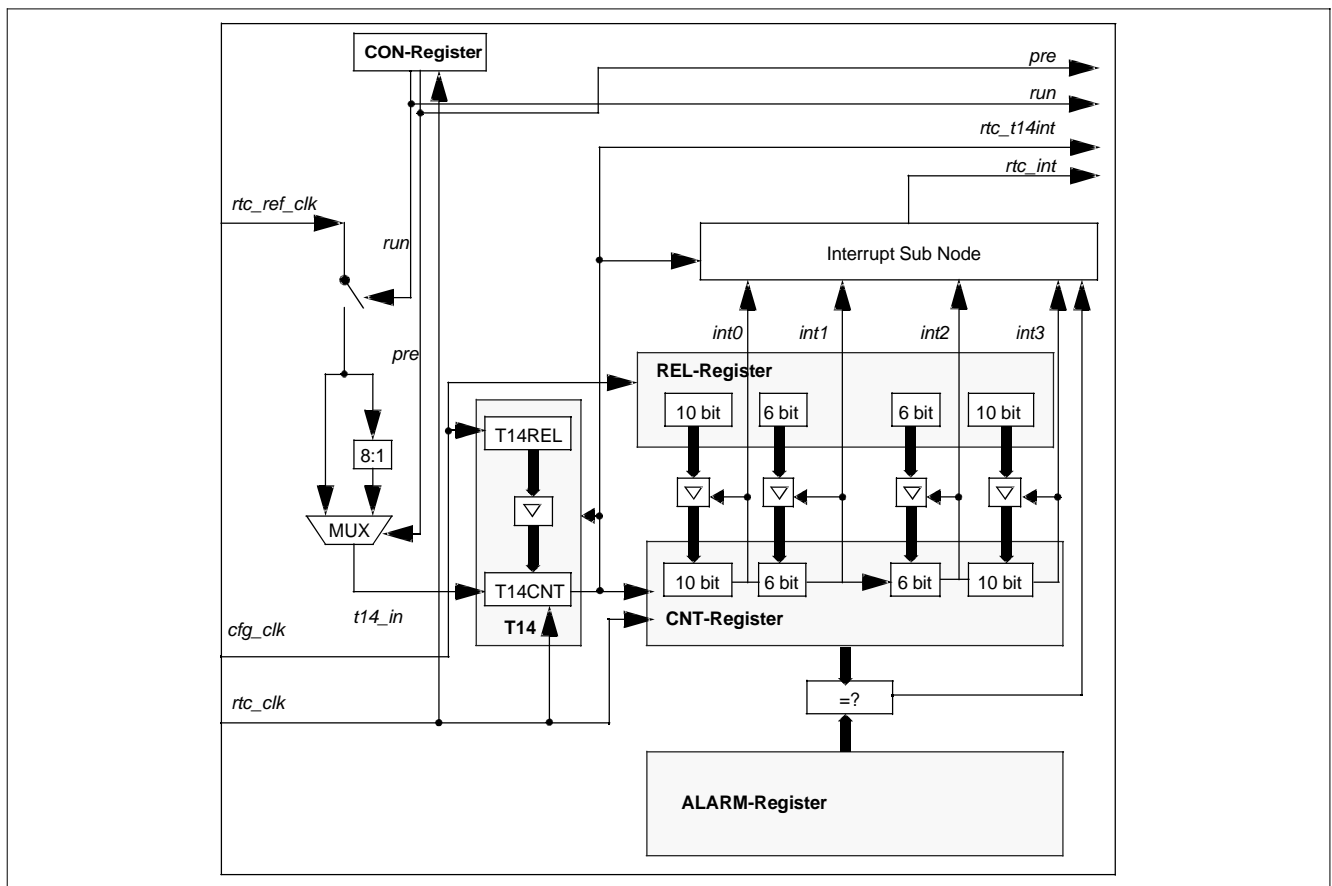 CON-Register
pre
run
rtc_t14int
rtc_int
rtc_ref_clk
run
Interrupt Sub Node
int0 int1 int2 int3
pre
REL-Register
10 bit 6 bit 6 bit 10 bit
T14REL
8:1
MUX
T14CNT
10 bit 6 bit 6 bit 10 bit
t14_in
T14
CNT-Register
cfg_clk
rtc_clk
=?
ALARM-Register